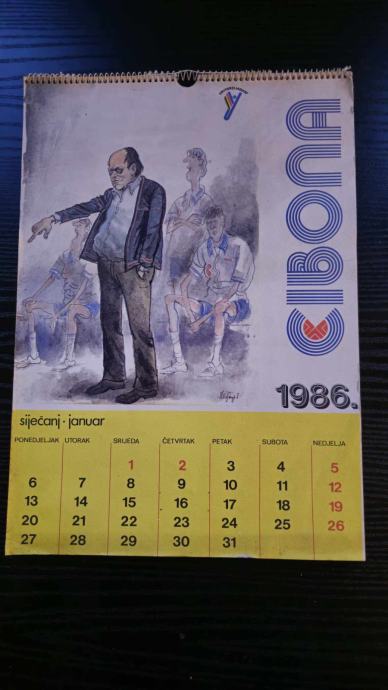 CIBONA
1986.
siječanj · januar
PONEDJELJAK UTORAK SRIJEDA ČETVRTAK PETAK SUBOTA NEDJELJA
1 2 3 4 5
6 7 8 9 10 11 12
13 14 15 16 17 18 19
20 21 22 23 24 25 26
27 28 29 30 31